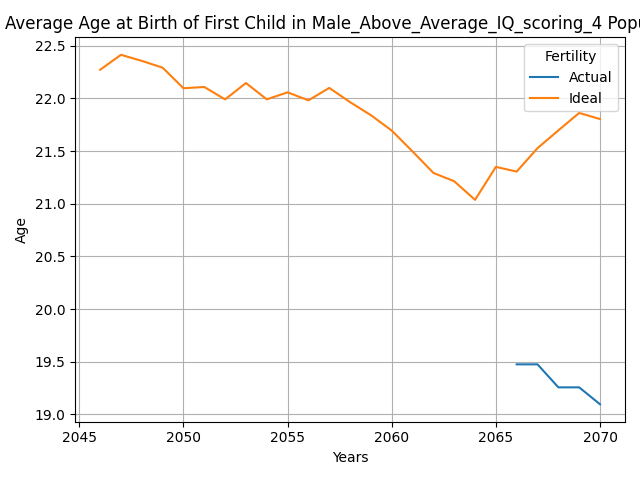 Average Age at Birth of First Child in Male_Above_Average_IQ_scoring_4 Popu
22.5
22.0
21.5
21.0
20.5
20.0
19.5
19.0
Age
Fertility
Actual
Ideal
2045 2050 2055 2060 2065 2070
Years